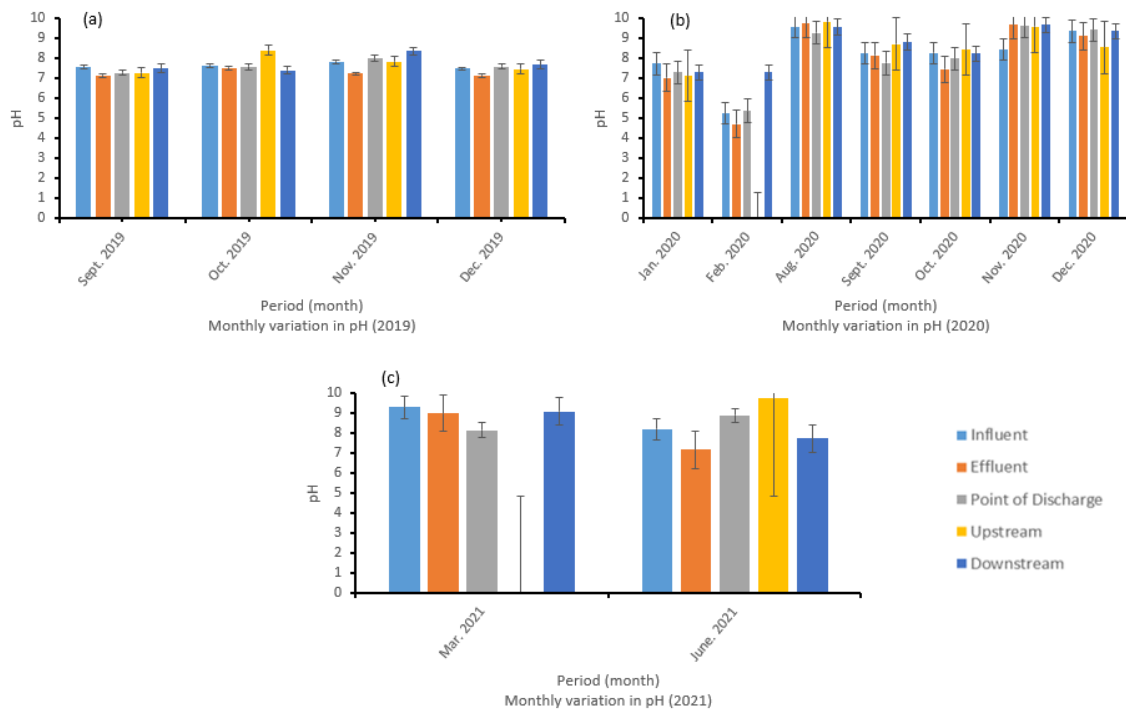 (a)
10
9
8
7
6
5
4
3
2
1
0
pH
Sept. 2019
Oct. 2019
Nov. 2019
Dec. 2019
Period (month)
Monthly variation in pH (2019)
(b)
10
9
8
7
6
5
4
3
2
1
0
pH
Jan. 2020
Feb. 2020
Aug. 2020
Sept. 2020
Oct. 2020
Nov. 2020
Dec. 2020
Period (month)
Monthly variation in pH (2020)
(c)
10
9
8
7
6
5
4
3
2
1
0
pH
Mar. 2021
June. 2021
Period (month)
Monthly variation in pH (2021)
Influent
Effluent
Point of Discharge
Upstream
Downstream